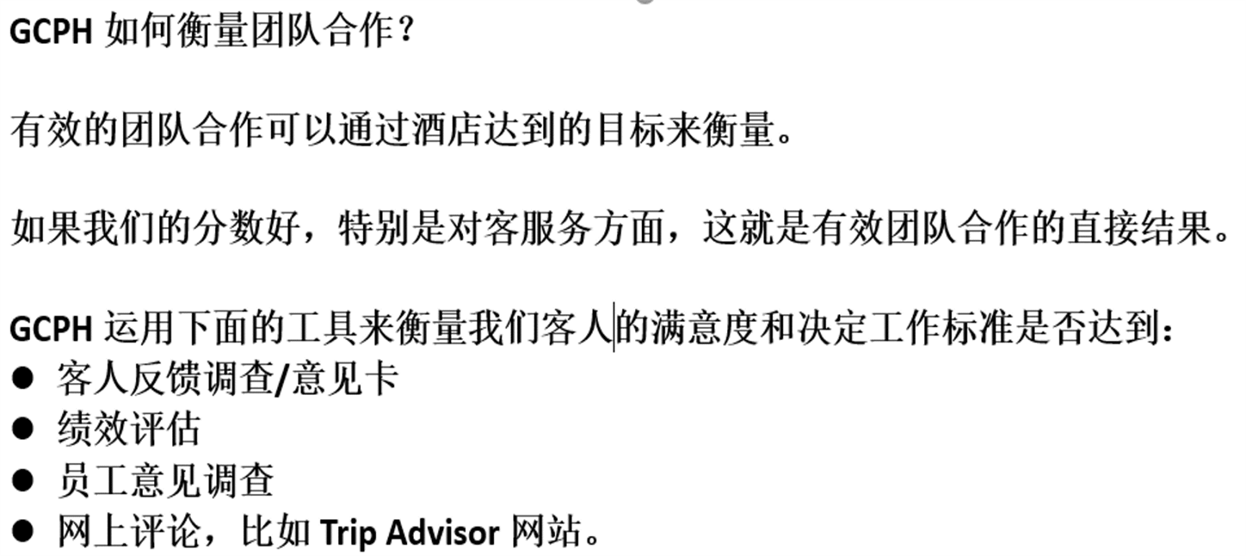 GCPH 如何衡量团队合作？
有效的团队合作可以通过酒店达到的目标来衡量。
如果我们的分数好，特别是对客服务方面，这就是有效团队合作的直接结果。
GCPH 运用下面的工具来衡量我们客人的满意度和决定工作标准是否达到：
● 客人反馈调查/意见卡
● 绩效评估
● 员工意见调查
● 网上评论，比如 Trip Advisor 网站。